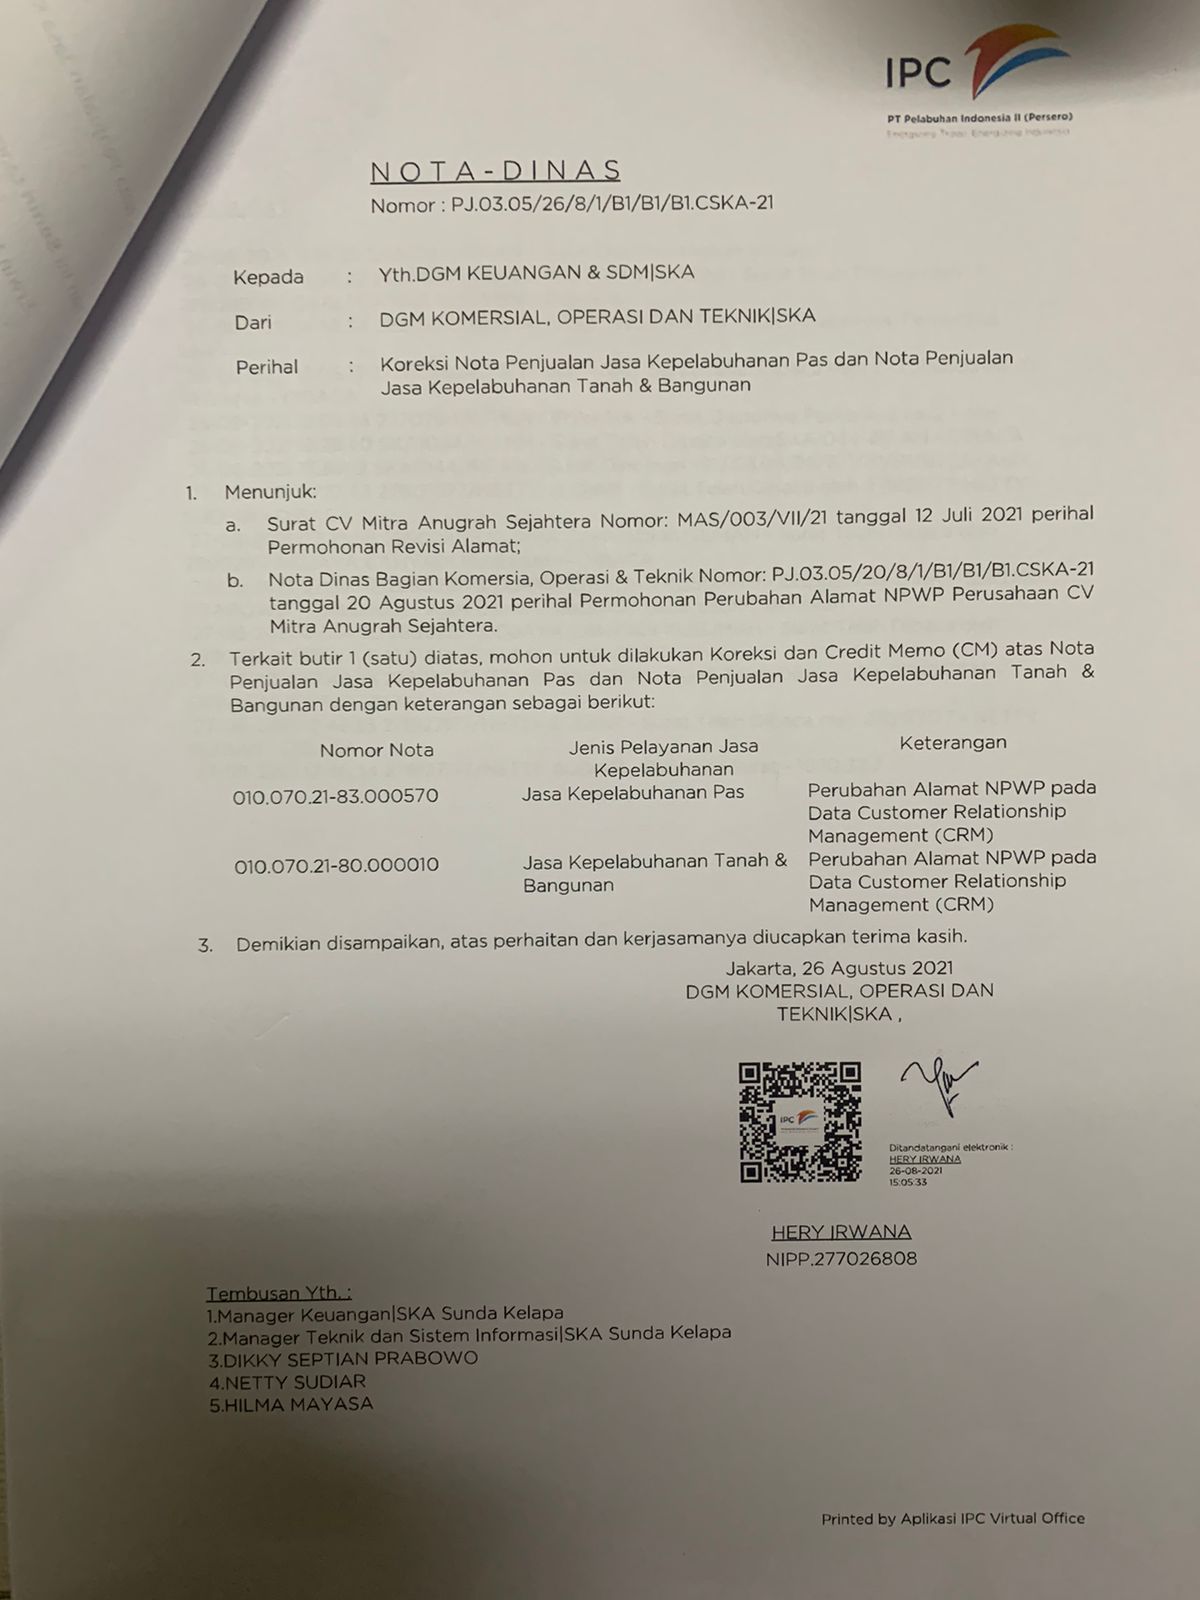 IPC
PT Pelabuhan Indonesia II (Persero)
NOTA-DINAS
Nomor : PJ.03.05/26/8/1/B1/B1/B1.CSKA-21
Kepada : Yth.DGM KEUANGAN & SDM|SKA
Dari : DGM KOMERSIAL, OPERASI DAN TEKNIK|SKA
Perihal : Koreksi Nota Penjualan Jasa Kepelabuhanan Pas dan Nota Penjualan
Jasa Kepelabuhanan Tanah & Bangunan
1. Menunjuk:
a. Surat CV Mitra Anugrah Sejahtera Nomor: MAS/003/VII/21 tanggal 12 Juli 2021 perihal
Permohonan Revisi Alamat;
b. Nota Dinas Bagian Komersia, Operasi & Teknik Nomor: PJ.03.05/20/8/1/B1/B1/B1.CSKA-21
tanggal 20 Agustus 2021 perihal Permohonan Perubahan Alamat NPWP Perusahaan CV
Mitra Anugrah Sejahtera.
2. Terkait butir 1 (satu) diatas, mohon untuk dilakukan Koreksi dan Credit Memo (CM) atas Nota
Penjualan Jasa Kepelabuhanan Pas dan Nota Penjualan Jasa Kepelabuhanan Tanah &
Bangunan dengan keterangan sebagai berikut:
Nomor Nota Jenis Pelayanan Jasa Keterangan
Kepelabuhanan
010.070.21-83.000570 Jasa Kepelabuhanan Pas Perubahan Alamat NPWP pada
Data Customer Relationship
Management (CRM)
010.070.21-80.000010 Jasa Kepelabuhanan Tanah & Perubahan Alamat NPWP pada
Bangunan Data Customer Relationship
Management (CRM)
3. Demikian disampaikan, atas perhaitan dan kerjasamanya diucapkan terima kasih.
Jakarta, 26 Agustus 2021
DGM KOMERSIAL, OPERASI DAN
TEKNIK|SKA ,
IPC
Ditandatangani elektronik :
HERY IRWANA
26-08-2021
15:05:33
HERY IRWANA
NIPP.277026808
Tembusan Yth. :
1.Manager Keuangan|SKA Sunda Kelapa
2.Manager Teknik dan Sistem Informasi|SKA Sunda Kelapa
3.DIKKY SEPTIAN PRABOWO
4.NETTY SUDIAR
5.HILMA MAYASA
Printed by Aplikasi IPC Virtual Office